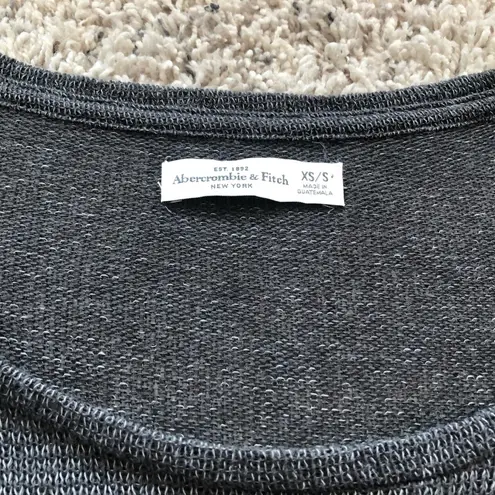 EST. 1892
Abercrombie & Fitch
NEW YORK
XS/S
MADE IN
GUATEMALA